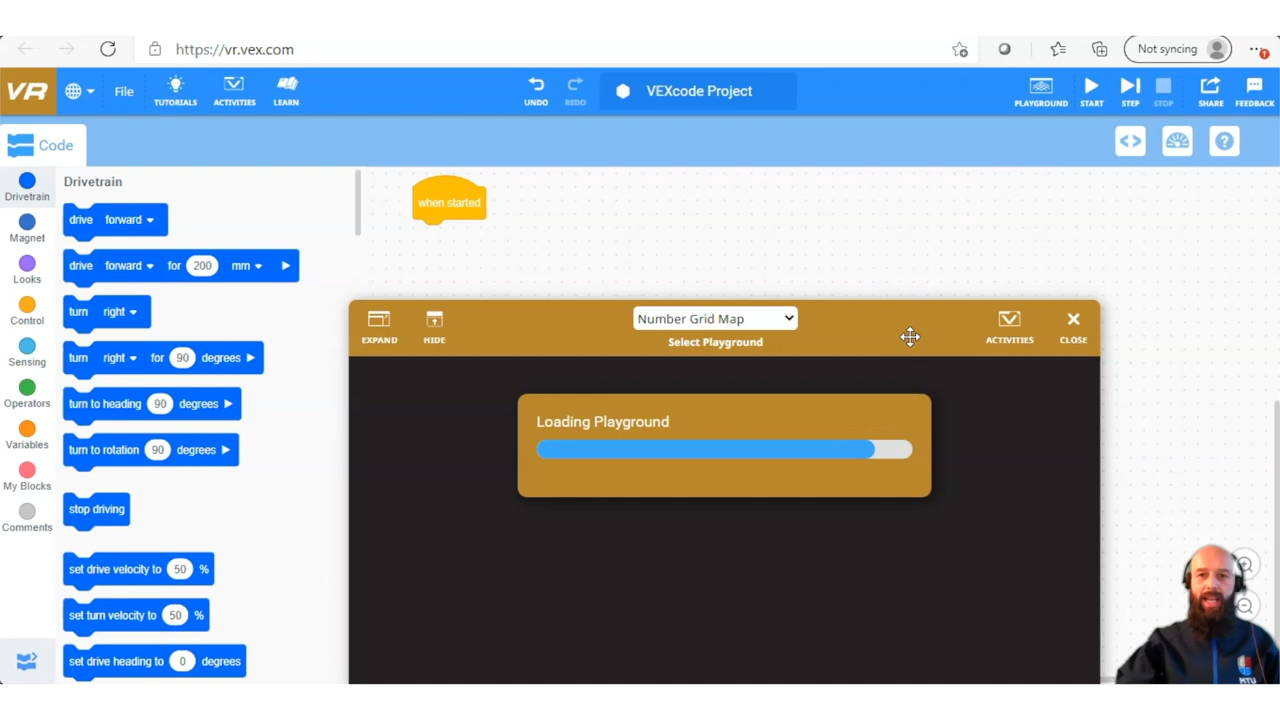 https://vr.vex.com
Not syncing
VR
File
TUTORIALS
ACTIVITIES
LEARN
UNDO
REDO
VEXcode Project
PLAYGROUND
START
STEP
STOP
SHARE
FEEDBACK
Code
Drivetrain
Magnet
Looks
Control
Sensing
Operators
Variables
My Blocks
Comments
Drivetrain
drive forward
drive forward for 200 mm
turn right
turn right for 90 degrees
turn to heading 90 degrees
turn to rotation 90 degrees
stop driving
set drive velocity to 50 %
set turn velocity to 50 %
set drive heading to 0 degrees
when started
EXPAND
HIDE
Number Grid Map
Select Playground
ACTIVITIES
CLOSE
Loading Playground
MTU